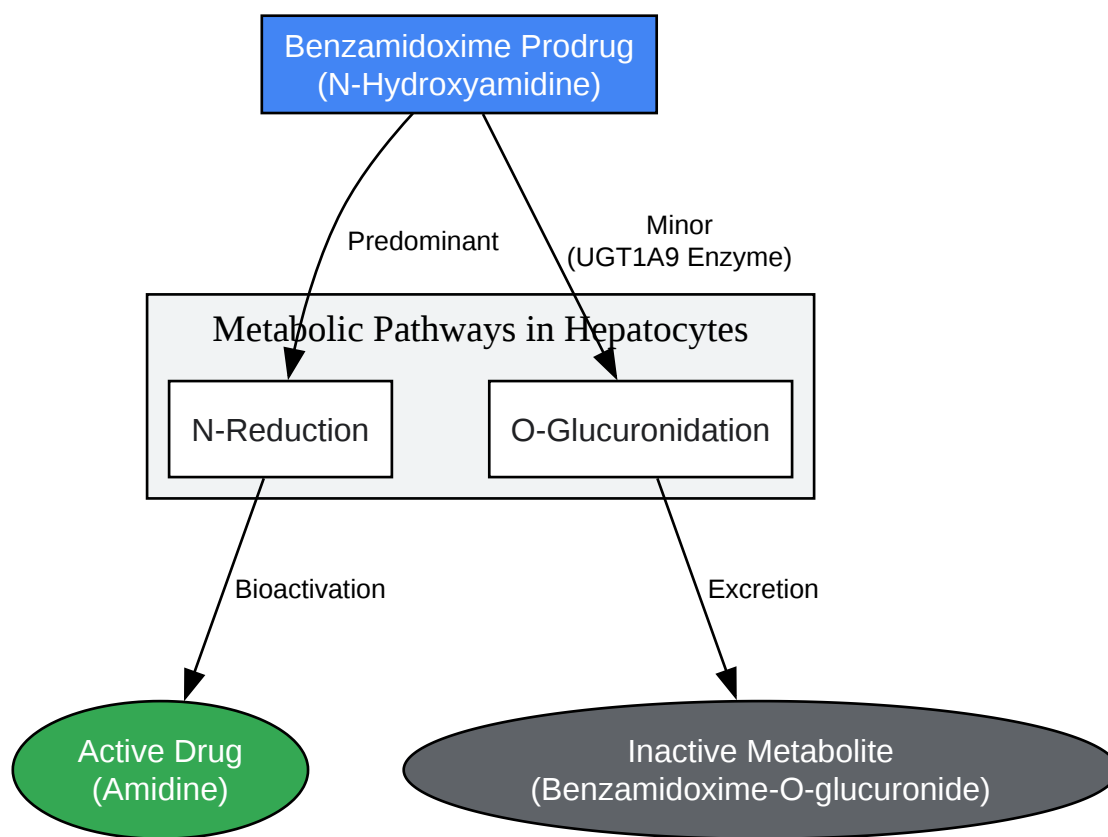 Benzamidoxime Prodrug
(N-Hydroxyamidine)
Predominant
Minor
(UGT1A9 Enzyme)
Metabolic Pathways in Hepatocytes
N-Reduction
O-Glucuronidation
Bioactivation
Excretion
Active Drug
(Amidine)
Inactive Metabolite
(Benzamidoxime-O-glucuronide)